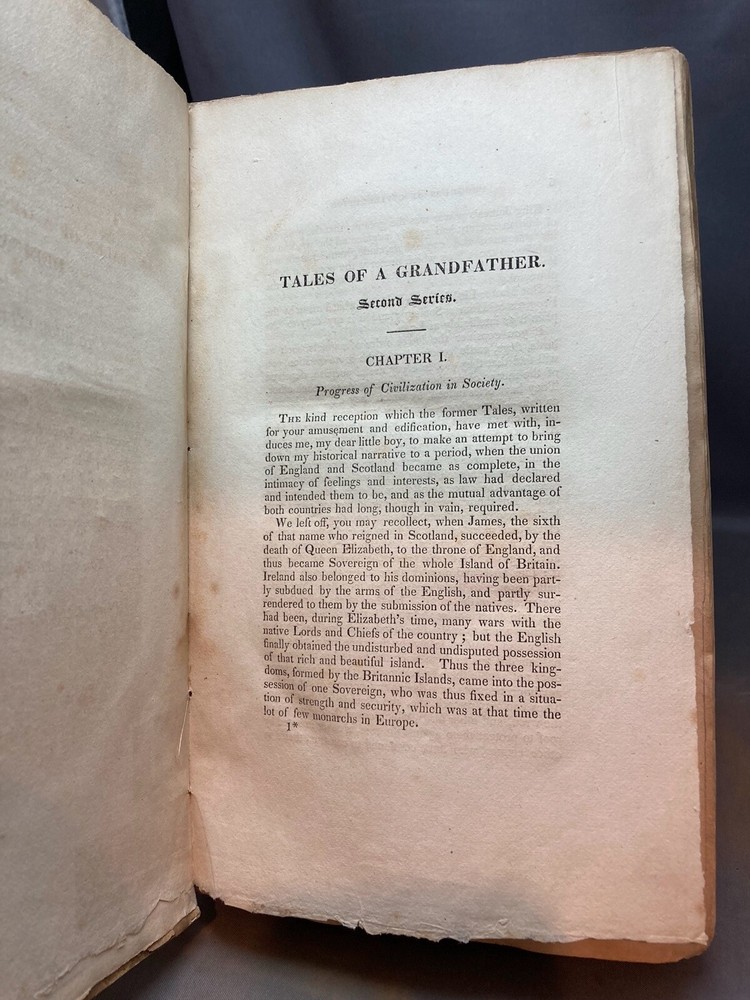 TALES OF A GRANDFATHER.
Second Series.
CHAPTER I.
Progress of Civilization in Society.
THE kind reception which the former Tales, written
for your amusement and edification, have met with, in-
duces me, my dear little boy, to make an attempt to bring
down my historical narrative to a period, when the union
of England and Scotland became as complete, in the
intimacy of feelings and interests, as law had declared
and intended them to be, and as the mutual advantage of
both countries had long, though in vain, required.
We left off, you may recollect, when James, the sixth
of that name who reigned in Scotland, succeeded, by the
death of Queen Elizabeth, to the throne of England, and
thus became Sovereign of the whole Island of Britain.
Ireland also belonged to his dominions, having been part-
ly subdued by the arms of the English, and partly sur-
rendered to them by the submission of the natives. There
had been, during Elizabeth's time, many wars with the
native Lords and Chiefs of the country; but the English
finally obtained the undisturbed and undisputed possession
of that rich and beautiful island. Thus the three king-
doms, formed by the Britannic Islands, came into the pos-
session of one Sovereign, who was thus fixed in a situa-
tion of strength and security, which was at that time the
lot of few monarchs in Europe.
1*